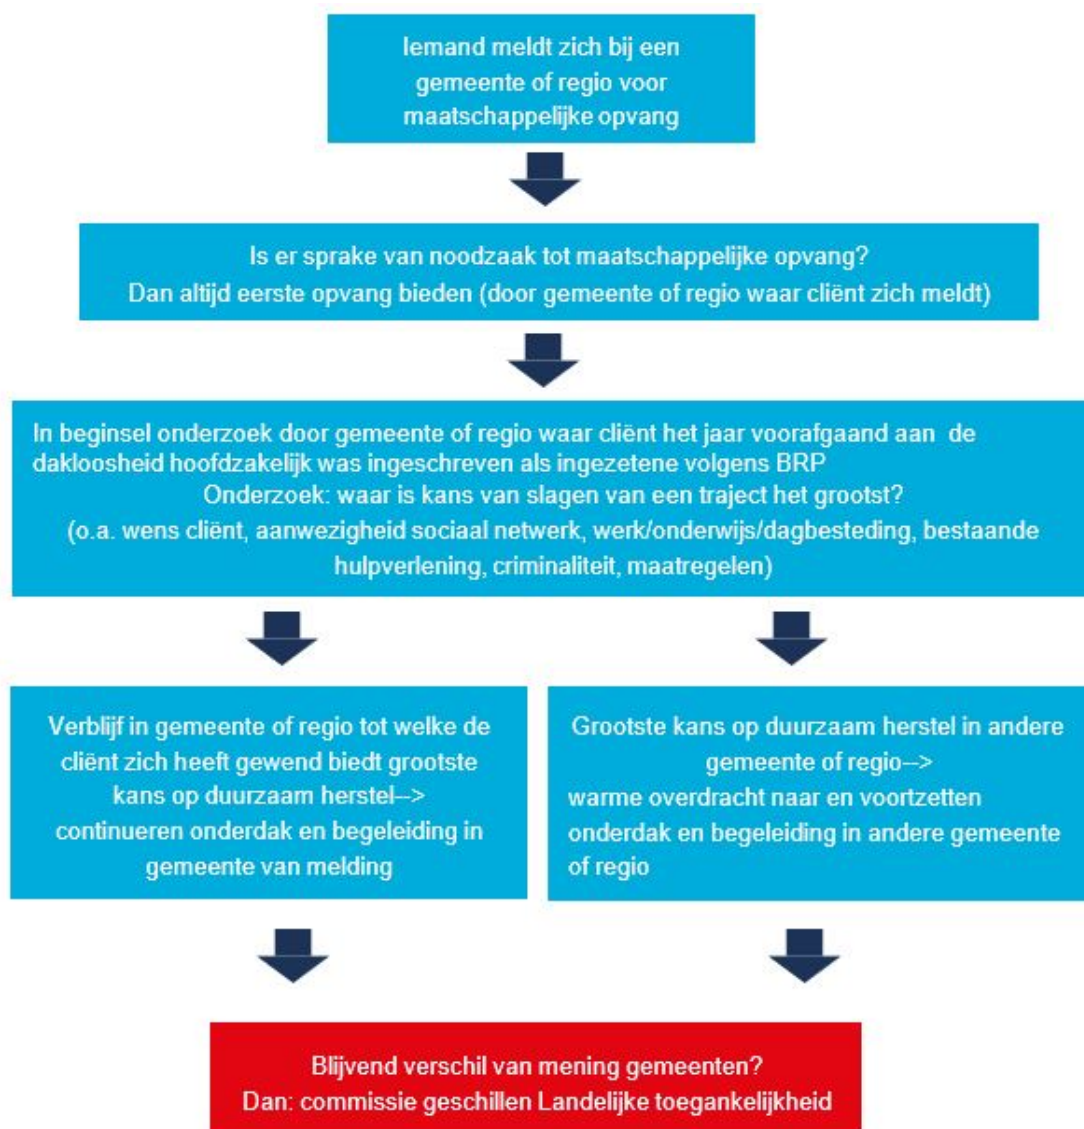 Iemand meldt zich bij een
gemeente of regio voor
maatschappelijke opvang
Is er sprake van noodzaak tot maatschappelijke opvang?
Dan altijd eerste opvang bieden (door gemeente of regio waar cliënt zich meldt)
In beginsel onderzoek door gemeente of regio waar cliënt het jaar voorafgaand aan de
dakloosheid hoofdzakelijk was ingeschreven als ingezetene volgens BRP
Onderzoek: waar is kans van slagen van een traject het grootst?
(o.a. wens cliënt, aanwezigheid sociaal netwerk, werk/onderwijs/dagbesteding, bestaande
hulpverlening, criminaliteit, maatregelen)
Verblijf in gemeente of regio tot welke de
cliënt zich heeft gewend biedt grootste
kans op duurzaam herstel-->
continueren onderdak en begeleiding in
gemeente van melding
Grootste kans op duurzaam herstel in andere
gemeente of regio-->
warme overdracht naar en voortzetten
onderdak en begeleiding in andere gemeente
of regio
Blijvend verschil van mening gemeenten?
Dan: commissie geschillen Landelijke toegankelijkheid